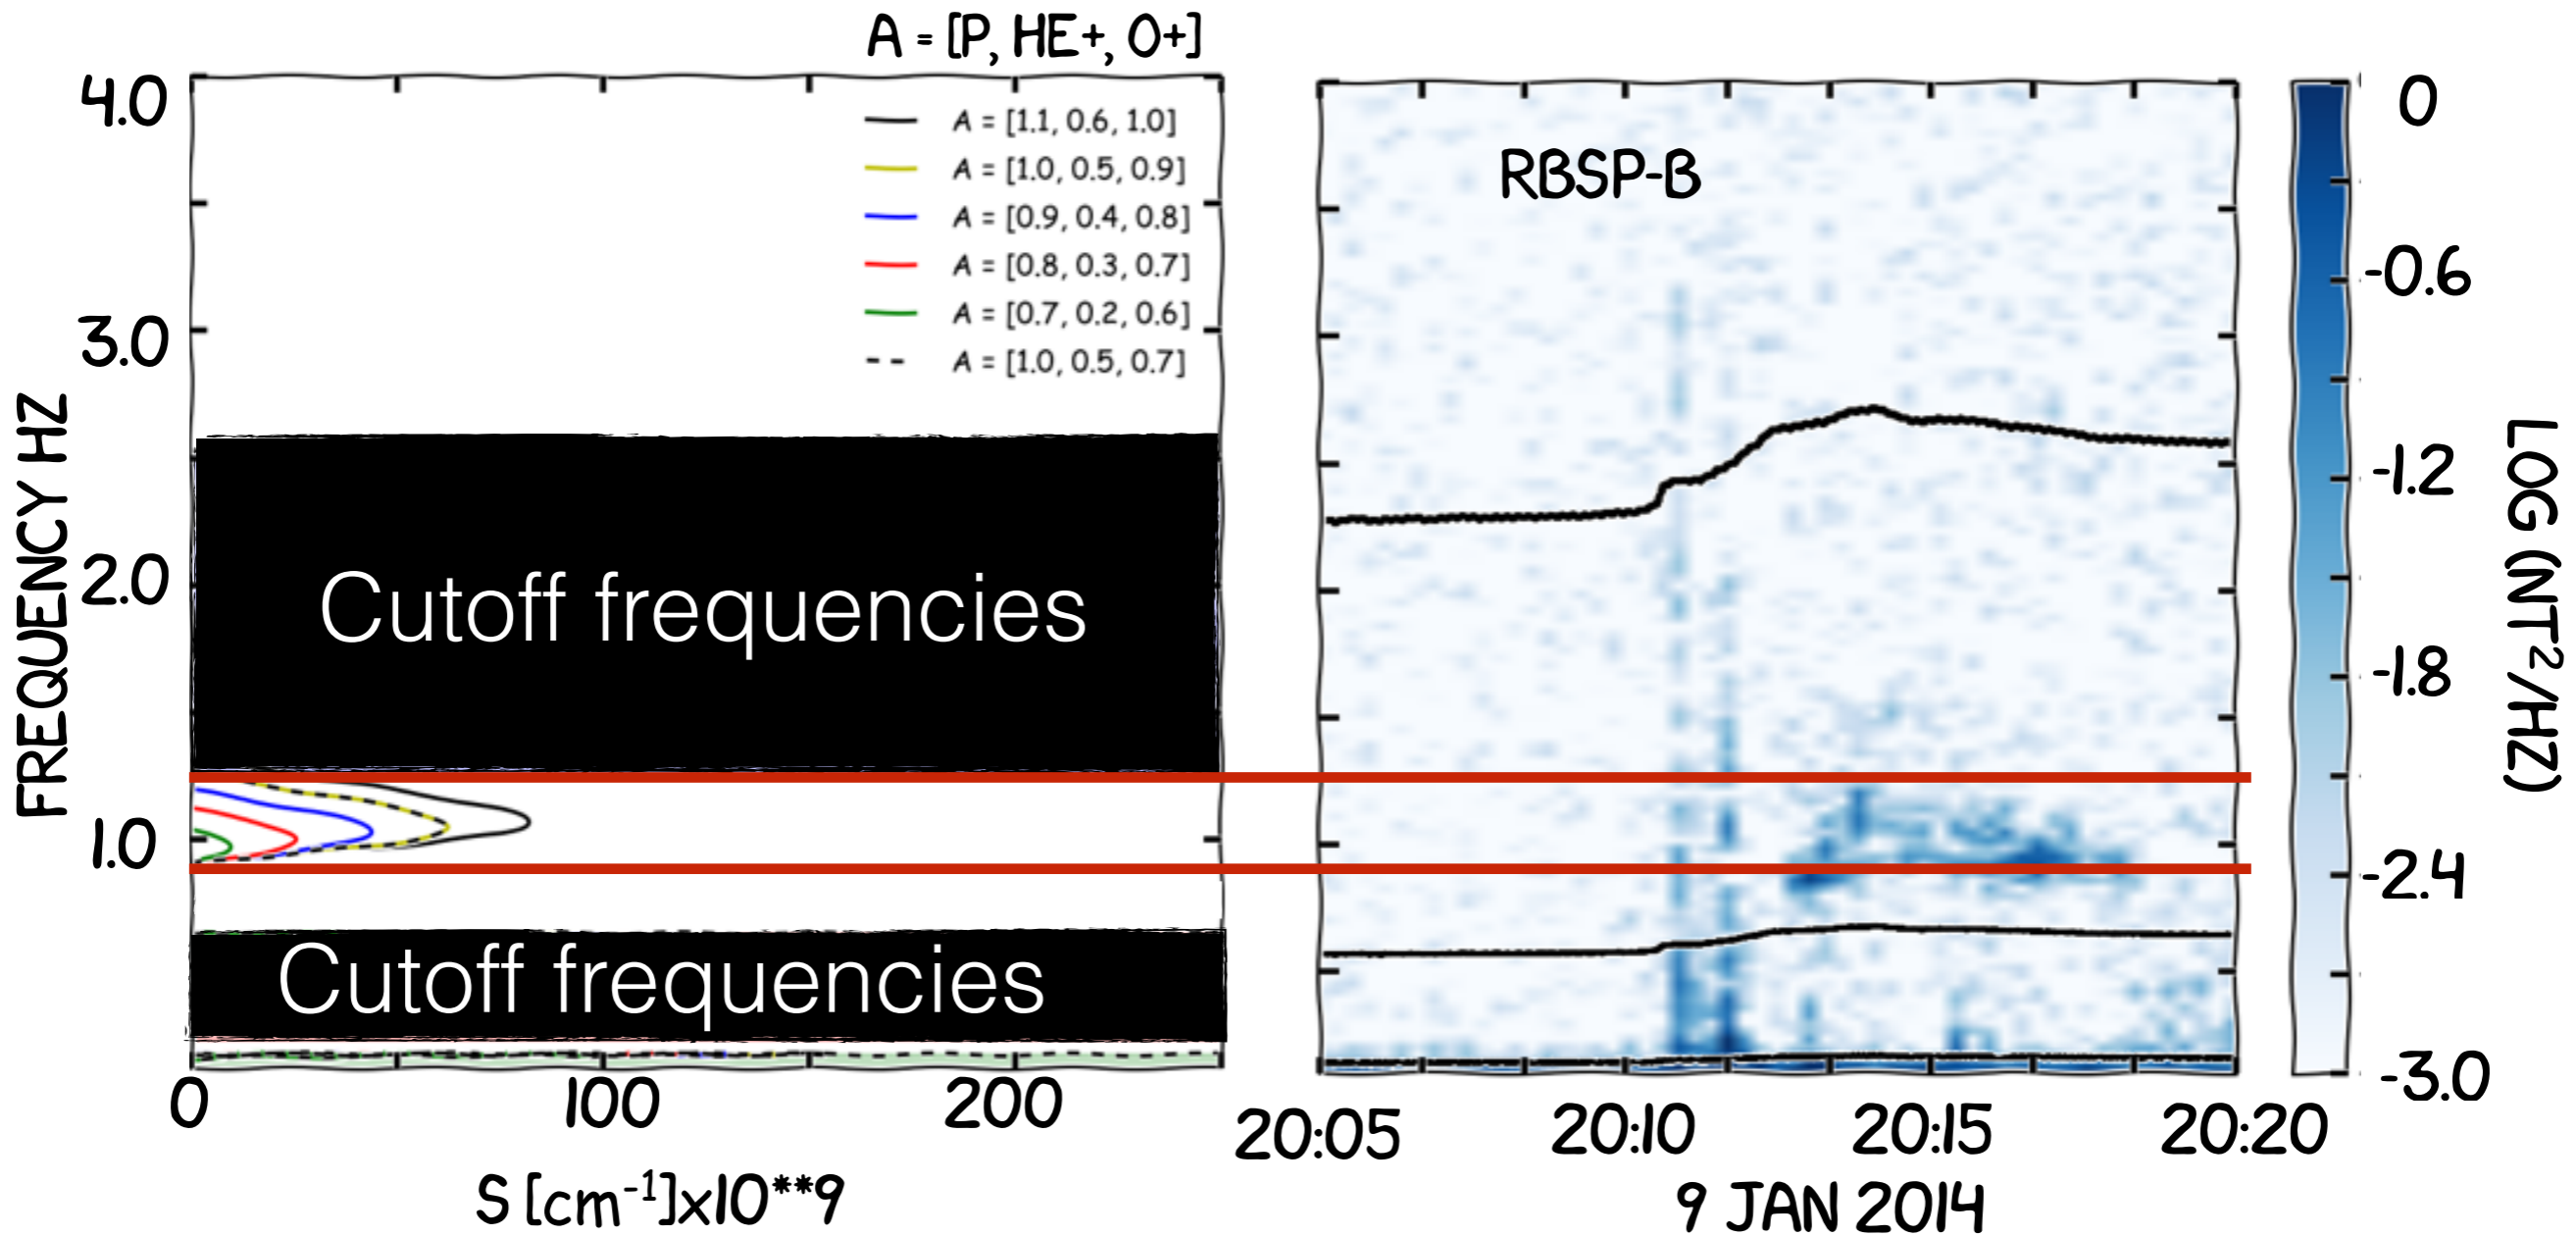 A = [P, HE+, O+]
4.0
3.0
2.0
1.0
FREQUENCY HZ
A = [1.1, 0.6, 1.0]
A = [1.0, 0.5, 0.9]
A = [0.9, 0.4, 0.8]
A = [0.8, 0.3, 0.7]
A = [0.7, 0.2, 0.6]
A = [1.0, 0.5, 0.7]
Cutoff frequencies
Cutoff frequencies
0 100 200
S [cm⁻¹]x10**9
RBSP-B
20:05 20:10 20:15 20:20
9 JAN 2014
0
-0.6
-1.2
-1.8
-2.4
-3.0
LOG (NT²/HZ)